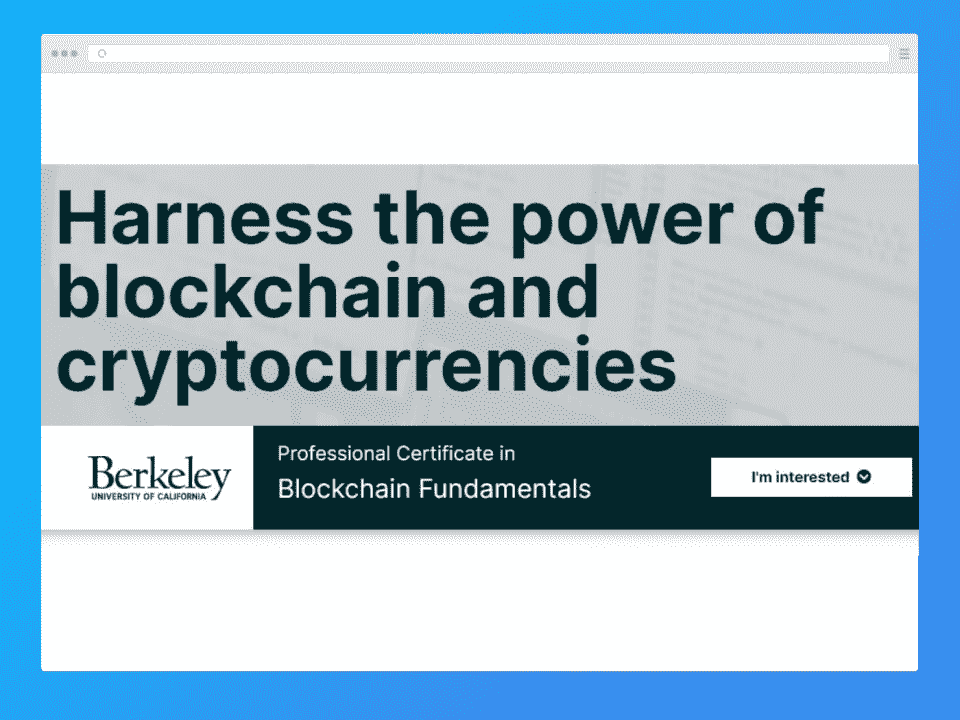 Harness the power of
blockchain and
cryptocurrencies
Berkeley
UNIVERSITY OF CALIFORNIA
Professional Certificate in
Blockchain Fundamentals
I'm interested